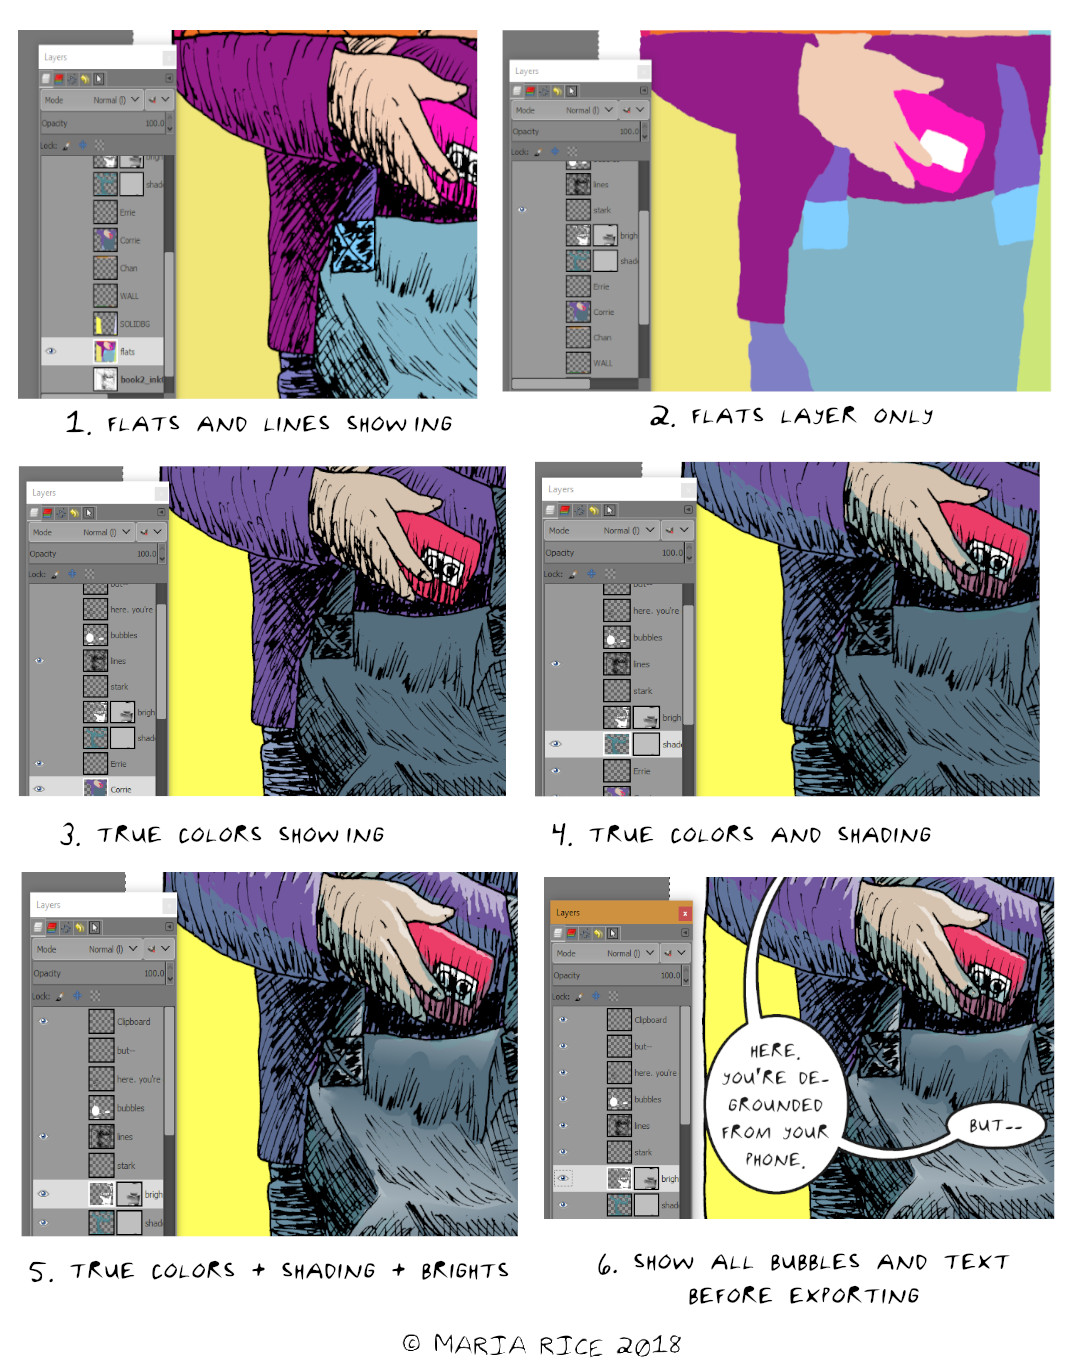 Layers
Mode Normal (l)
Opacity 100.0
Lock:
brigh
shad
Errie
Corrie
Chan
WALL
SOLIDBG
flats
book2_ink
1. FLATS AND LINES SHOWING
Layers
Mode Normal (l)
Opacity 100.0
Lock:
lines
stark
brigh
shad
Errie
Corrie
Chan
WALL
2. FLATS LAYER ONLY
Layers
Mode Normal (l)
Opacity 100.0
Lock:
but--
here. you're
bubbles
lines
stark
brigh
shad
Errie
Corrie
3. TRUE COLORS SHOWING
Layers
Mode Normal (l)
Opacity 100.0
Lock:
here. you're
bubbles
lines
stark
brigh
shad
Errie
4. TRUE COLORS AND SHADING
Layers
Mode Normal (l)
Opacity 100.0
Lock:
Clipboard
but--
here. you're
bubbles
lines
stark
brigh
shad
5. TRUE COLORS + SHADING + BRIGHTS
Layers
Mode Normal (l)
Opacity 100.0
Lock:
Clipboard
but--
here. you're
bubbles
lines
stark
brigh
shad
HERE.
YOU'RE DE-
GROUNDED
FROM YOUR
PHONE.
BUT--
6. SHOW ALL BUBBLES AND TEXT
BEFORE EXPORTING
© MARIA RICE 2018